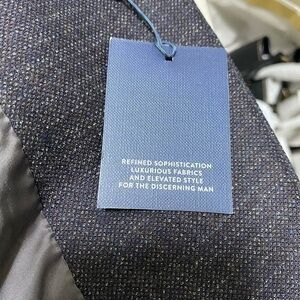 REFINED SOPHISTICATION
LUXURIOUS FABRICS
AND ELEVATED STYLE
FOR THE DISCERNING MAN